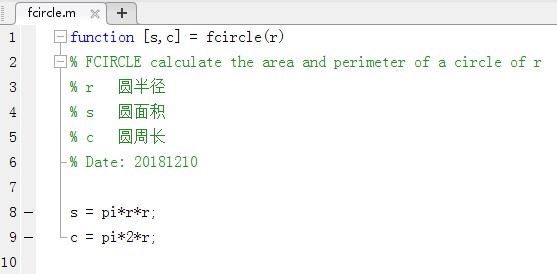 fcircle.m
1 function [s,c] = fcircle(r)
2 % FCIRCLE calculate the area and perimeter of a circle of r
3 % r 圆半径
4 % s 圆面积
5 % c 圆周长
6 % Date: 20181210
7
8 s = pi*r*r;
9 c = pi*2*r;
10